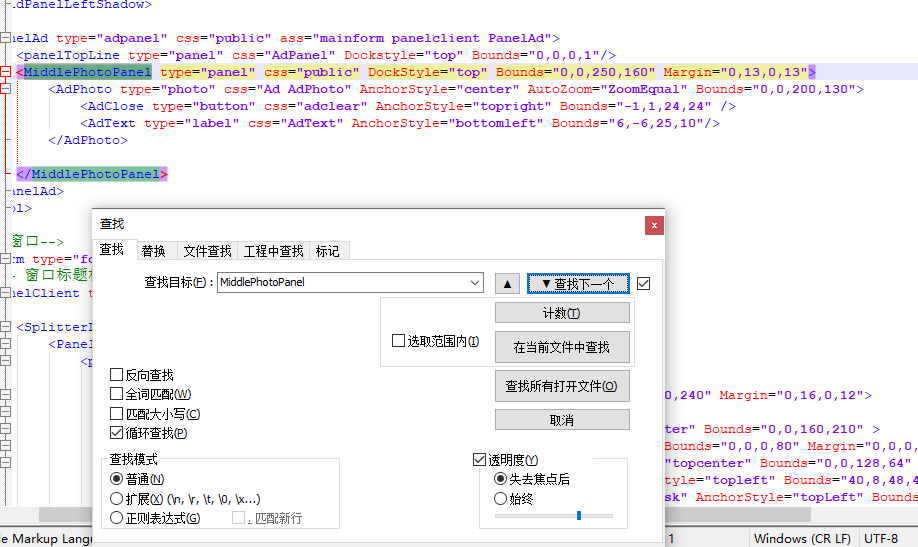 dPanelLeftShadow>
nelAd type="adpanel" css="public" ass="mainform panelclient PanelAd">
<panelTopLine type="panel" css="AdPanel" Dockstyle="top" Bounds="0,0,0,1"/>
<MiddlePhotoPanel type="panel" css="public" DockStyle="top" Bounds="0,0,250,160" Margin="0,13,0,13">
<AdPhoto type="photo" css="Ad AdPhoto" AnchorStyle="center" AutoZoom="ZoomEqual" Bounds="0,0,200,130">
<AdClose type="button" css="adclear" AnchorStyle="topright" Bounds="-1,1,24,24" />
<AdText type="label" css="AdText" AnchorStyle="bottomleft" Bounds="6,-6,25,10"/>
</AdPhoto>
</MiddlePhotoPanel>
anelAd>
ol>
窗口-->
rm type="fo
- 窗口标题栏
nelClient t
<SplitterL
<Pane
<p
查找
x
查找 替换 文件查找 工程中查找 标记
查找目标(F) : MiddlePhotoPanel ▲ ▼ 查找下一个
计数(T)
选取范围内(I) 在当前文件中查找
查找所有打开文件(O)
取消
反向查找
全词匹配(W)
匹配大小写(C)
循环查找(P)
查找模式
普通(N)
扩展(X) (\n, \r, \t, \0, \x...)
正则表达式(G) . 匹配新行
透明度(Y)
失去焦点后
始终
0,240" Margin="0,16,0,12">
ter" Bounds="0,0,160,210" >
Bounds="0,0,0,80" Margin="0,0,0,
"topcenter" Bounds="0,0,128,64"
tyle="topleft" Bounds="40,8,48,4
sk" AnchorStyle="topLeft" Bounds
e Markup Langu 1 Windows (CR LF) UTF-8